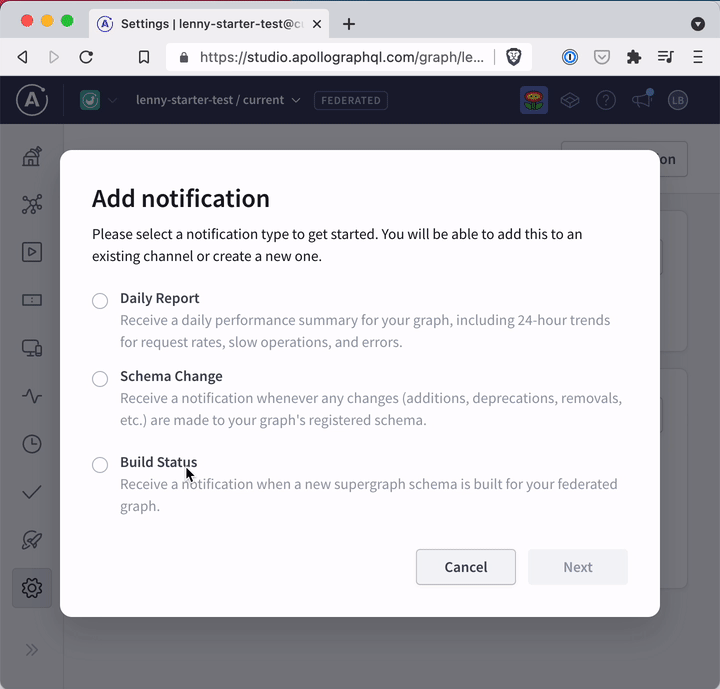 Settings | lenny-starter-test@c
https://studio.apollographql.com/graph/le...
lenny-starter-test / current
FEDERATED
LB
on
Add notification
Please select a notification type to get started. You will be able to add this to an
existing channel or create a new one.
Daily Report
Receive a daily performance summary for your graph, including 24-hour trends
for request rates, slow operations, and errors.
Schema Change
Receive a notification whenever any changes (additions, deprecations, removals,
etc.) are made to your graph's registered schema.
Build Status
Receive a notification when a new supergraph schema is built for your federated
graph.
Cancel
Next